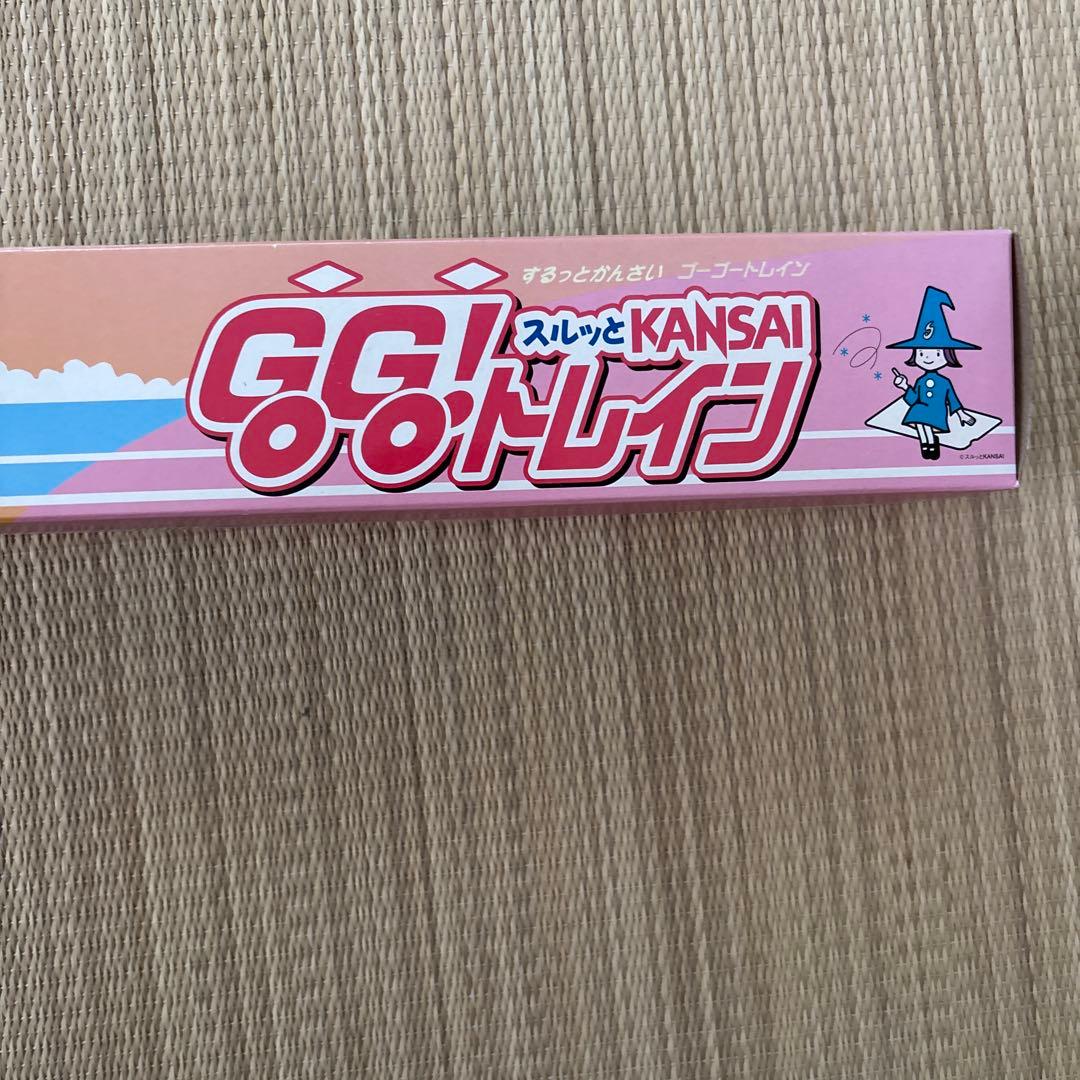 するっとかんさい ゴーゴートレイン
スルッとKANSAI
GO!GO!トレイン
©スルッとKANSAI